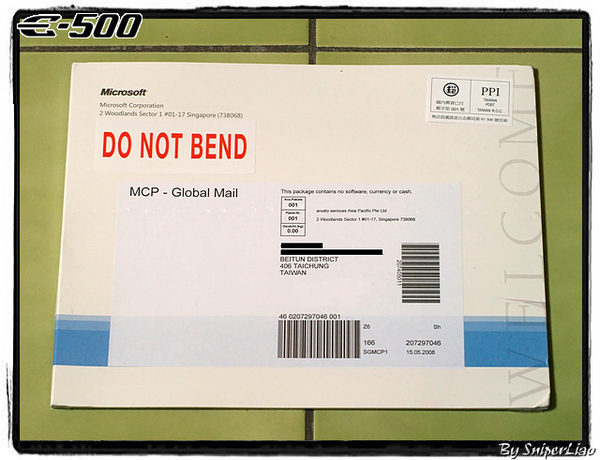 E-500
Microsoft
Microsoft Corporation
2 Woodlands Sector 1 #01-17 Singapore (738068)
DO NOT BEND
PPI
TAIWAN
POST
TAIWAN R.O.C.
WELCOME
MCP - Global Mail
This package contains no software, currency or cash.
001
001
0.00
arvato services Asia Pacific Pte Ltd
2 Woodlands Sector 1 #01-17, Singapore 738068
BEITUN DISTRICT
406 TAICHUNG
TAIWAN
46 0207297046 001
Z6 Sh
166 207297046
SGMCP1 15.05.2008
By SniperLiao